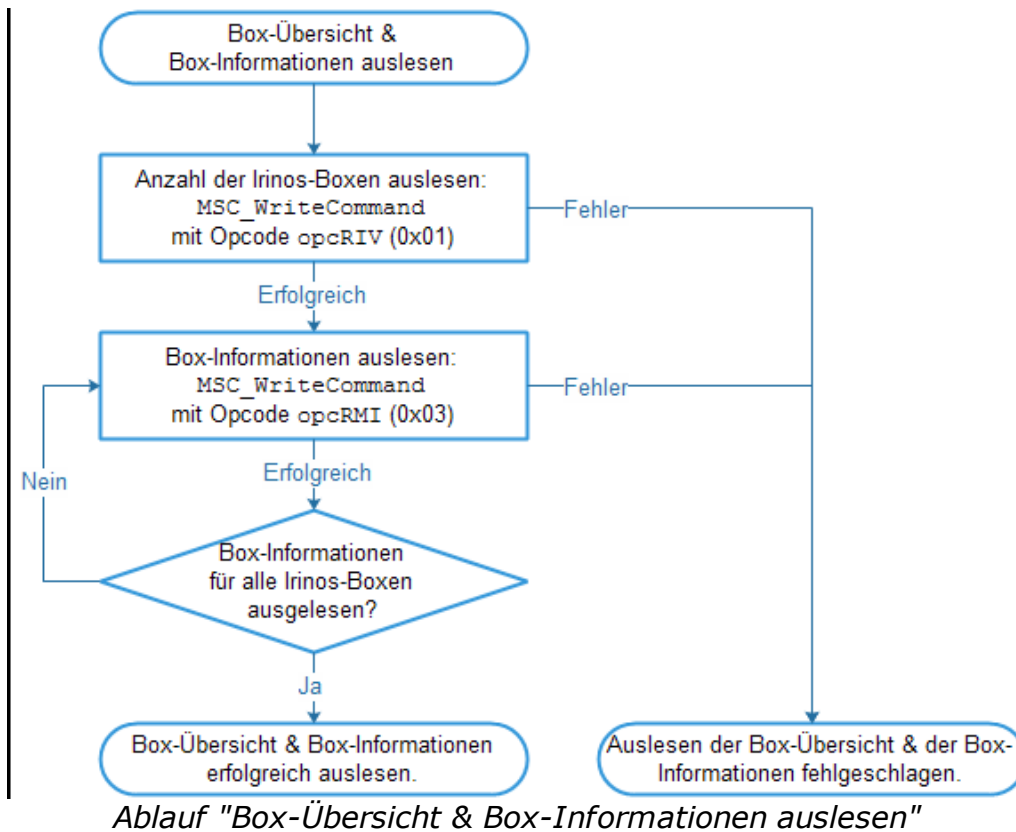 Box-Übersicht &
Box-Informationen auslesen
Anzahl der Irinos-Boxen auslesen:
MSC_WriteCommand
mit Opcode opcRIV (0x01)
Fehler
Erfolgreich
Box-Informationen auslesen:
MSC_WriteCommand
mit Opcode opcRMI (0x03)
Fehler
Erfolgreich
Nein
Box-Informationen
für alle Irinos-Boxen
ausgelesen?
Ja
Box-Übersicht & Box-Informationen
erfolgreich auslesen.
Auslesen der Box-Übersicht & der Box-
Informationen fehlgeschlagen.
Ablauf "Box-Übersicht & Box-Informationen auslesen"